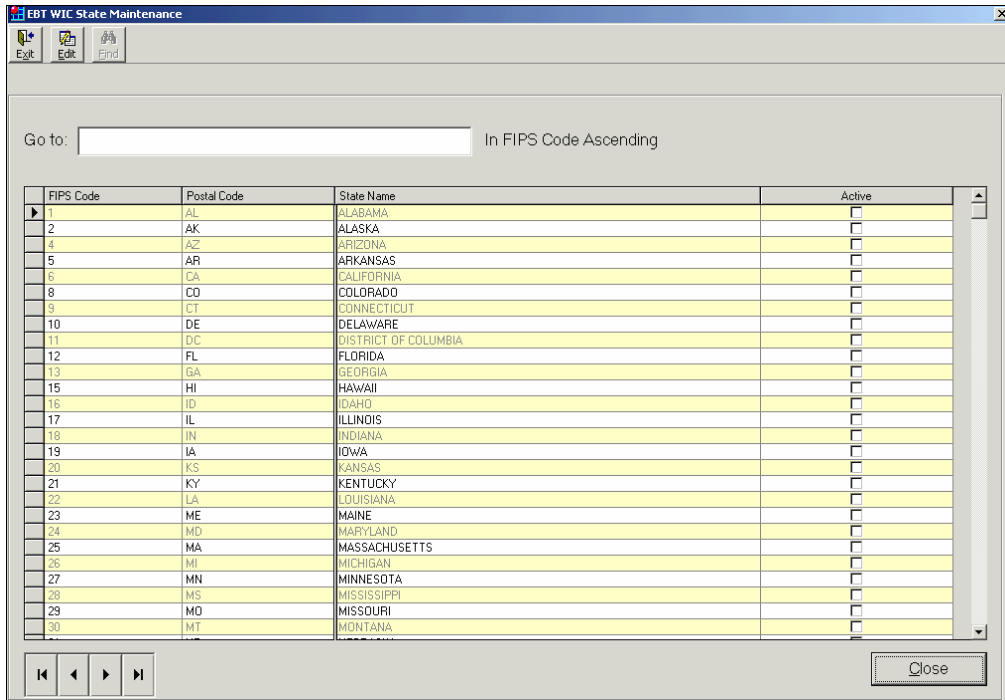 EBT WIC State Maintenance
Exit Edit Find
Go to: In FIPS Code Ascending
FIPS Code Postal Code State Name Active
1 AL ALABAMA
2 AK ALASKA
4 AZ ARIZONA
5 AR ARKANSAS
6 CA CALIFORNIA
8 CO COLORADO
9 CT CONNECTICUT
10 DE DELAWARE
11 DC DISTRICT OF COLUMBIA
12 FL FLORIDA
13 GA GEORGIA
15 HI HAWAII
16 ID IDAHO
17 IL ILLINOIS
18 IN INDIANA
19 IA IOWA
20 KS KANSAS
21 KY KENTUCKY
22 LA LOUISIANA
23 ME MAINE
24 MD MARYLAND
25 MA MASSACHUSETTS
26 MI MICHIGAN
27 MN MINNESOTA
28 MS MISSISSIPPI
29 MO MISSOURI
30 MT MONTANA
Close